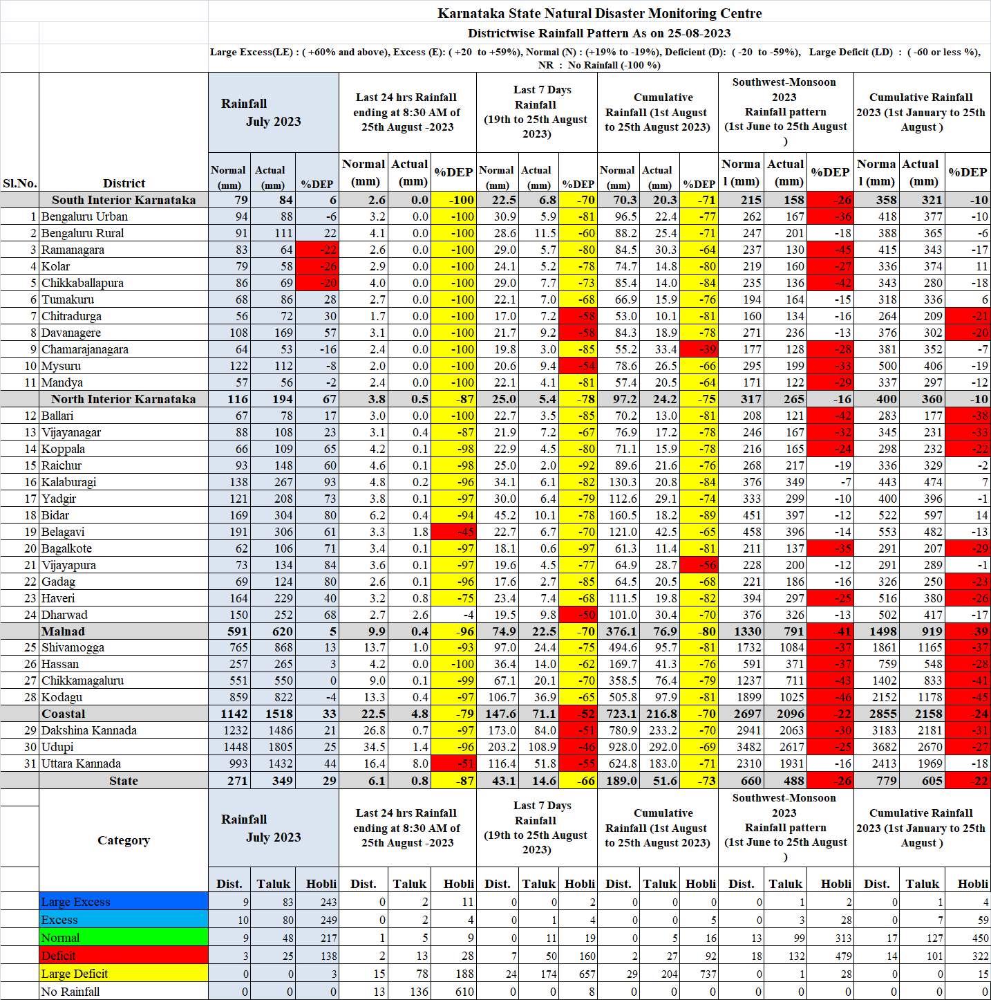 Karnataka State Natural Disaster Monitoring Centre
Districtwise Rainfall Pattern As on 25-08-2023
Large Excess(LE) : ( +60% and above), Excess (E): ( +20 to +59%), Normal (N) : (+19% to -19%), Deficient (D): ( -20 to -59%), Large Deficit (LD) : ( -60 or less %),
NR : No Rainfall (-100 %)
Sl.No. District Rainfall July 2023 Last 24 hrs Rainfall ending at 8:30 AM of 25th August -2023 Last 7 Days Rainfall (19th to 25th August 2023) Cumulative Rainfall (1st August to 25th August 2023) Southwest-Monsoon 2023 Rainfall pattern (1st June to 25th August ) Cumulative Rainfall 2023 (1st January to 25th August )
Normal (mm) Actual (mm) %DEP Normal (mm) Actual (mm) %DEP Normal (mm) Actual (mm) %DEP Normal (mm) Actual (mm) %DEP Norma l (mm) Actual (mm) %DEP Norma l (mm) Actual (mm) %DEP
South Interior Karnataka 79 84 6 2.6 0.0 -100 22.5 6.8 -70 70.3 20.3 -71 215 158 -26 358 321 -10
1 Bengaluru Urban 94 88 -6 3.2 0.0 -100 30.9 5.9 -81 96.5 22.4 -77 262 167 -36 418 377 -10
2 Bengaluru Rural 91 111 22 4.1 0.0 -100 28.6 11.5 -60 88.2 25.4 -71 247 201 -18 388 365 -6
3 Ramanagara 83 64 -22 2.6 0.0 -100 29.0 5.7 -80 84.5 30.3 -64 237 130 -45 415 343 -17
4 Kolar 79 58 -26 2.9 0.0 -100 24.1 5.2 -78 74.7 14.8 -80 219 160 -27 336 374 11
5 Chikkaballapura 86 69 -20 4.0 0.0 -100 29.0 7.7 -73 85.4 14.0 -84 235 136 -42 343 280 -18
6 Tumakuru 68 86 28 2.7 0.0 -100 22.1 7.0 -68 66.9 15.9 -76 194 164 -15 318 336 6
7 Chitradurga 56 72 30 1.7 0.0 -100 17.0 7.2 -58 53.0 10.1 -81 160 134 -16 264 209 -21
8 Davanagere 108 169 57 3.1 0.0 -100 21.7 9.2 -58 84.3 18.9 -78 271 236 -13 376 302 -20
9 Chamarajanagara 64 53 -16 2.4 0.0 -100 19.8 3.0 -85 55.2 33.4 -39 177 128 -28 381 352 -7
10 Mysuru 122 112 -8 2.0 0.0 -100 20.6 9.4 -54 78.6 26.5 -66 295 199 -33 500 406 -19
11 Mandya 57 56 -2 2.4 0.0 -100 22.1 4.1 -81 57.4 20.5 -64 171 122 -29 337 297 -12
North Interior Karnataka 116 194 67 3.8 0.5 -87 25.0 5.4 -78 97.2 24.2 -75 317 265 -16 400 360 -10
12 Ballari 67 78 17 3.0 0.0 -100 22.7 3.5 -85 70.2 13.0 -81 208 121 -42 283 177 -38
13 Vijayanagar 88 108 23 3.1 0.4 -87 21.9 7.2 -67 76.9 17.2 -78 246 167 -32 345 231 -33
14 Koppala 66 109 65 4.2 0.1 -98 22.9 4.5 -80 71.1 15.9 -78 216 165 -24 298 232 -22
15 Raichur 93 148 60 4.6 0.1 -98 25.0 2.0 -92 89.6 21.6 -76 268 217 -19 336 329 -2
16 Kalaburagi 138 267 93 4.8 0.2 -96 34.1 6.1 -82 130.3 20.8 -84 376 349 -7 443 474 7
17 Yadgir 121 208 73 3.8 0.1 -97 30.0 6.4 -79 112.6 29.1 -74 333 299 -10 400 396 -1
18 Bidar 169 304 80 6.2 0.4 -94 45.2 10.1 -78 160.5 18.2 -89 451 397 -12 522 597 14
19 Belagavi 191 306 61 3.3 1.8 -45 22.7 6.7 -70 121.0 42.5 -65 458 396 -14 553 482 -13
20 Bagalkote 62 106 71 3.4 0.1 -97 18.1 0.6 -97 61.3 11.4 -81 211 137 -35 291 207 -29
21 Vijayapura 73 134 84 3.6 0.1 -97 19.6 4.5 -77 64.9 28.7 -56 228 200 -12 291 289 -1
22 Gadag 69 124 80 2.6 0.1 -96 17.6 2.7 -85 64.5 20.5 -68 221 186 -16 326 250 -23
23 Haveri 164 229 40 3.2 0.8 -75 23.4 7.4 -68 111.5 19.8 -82 394 297 -25 516 380 -26
24 Dharwad 150 252 68 2.7 2.6 -4 19.5 9.8 -50 101.0 30.4 -70 376 326 -13 502 417 -17
Malnad 591 620 5 9.9 0.4 -96 74.9 22.5 -70 376.1 76.9 -80 1330 791 -41 1498 919 -39
25 Shivamogga 765 868 13 13.7 1.0 -93 97.0 24.4 -75 494.6 95.7 -81 1732 1084 -37 1861 1165 -37
26 Hassan 257 265 3 4.2 0.0 -100 36.4 14.0 -62 169.7 41.3 -76 591 371 -37 759 548 -28
27 Chikkamagaluru 551 550 0 9.0 0.1 -99 67.1 20.1 -70 358.5 76.4 -79 1237 711 -43 1402 833 -41
28 Kodagu 859 822 -4 13.3 0.4 -97 106.7 36.9 -65 505.8 97.9 -81 1899 1025 -46 2152 1178 -45
Coastal 1142 1518 33 22.5 4.8 -79 147.6 71.1 -52 723.1 216.8 -70 2697 2096 -22 2855 2158 -24
29 Dakshina Kannada 1232 1486 21 26.8 0.7 -97 173.0 84.0 -51 780.9 233.2 -70 2941 2063 -30 3183 2181 -31
30 Udupi 1448 1805 25 34.5 1.4 -96 203.2 108.9 -46 928.0 292.0 -69 3482 2617 -25 3682 2670 -27
31 Uttara Kannada 993 1432 44 16.4 8.0 -51 116.4 51.8 -55 624.8 183.0 -71 2310 1931 -16 2413 1969 -18
State 271 349 29 6.1 0.8 -87 43.1 14.6 -66 189.0 51.6 -73 660 488 -26 779 605 -22
Category Rainfall July 2023 Last 24 hrs Rainfall ending at 8:30 AM of 25th August -2023 Last 7 Days Rainfall (19th to 25th August 2023) Cumulative Rainfall (1st August to 25th August 2023) Southwest-Monsoon 2023 Rainfall pattern (1st June to 25th August ) Cumulative Rainfall 2023 (1st January to 25th August )
Dist. Taluk Hobli Dist. Taluk Hobli Dist. Taluk Hobli Dist. Taluk Hobli Dist. Taluk Hobli Dist. Taluk Hobli
Large Excess 9 83 243 0 2 11 0 0 2 0 0 0 0 1 2 0 1 4
Excess 10 80 249 0 2 4 0 1 4 0 0 5 0 3 28 0 7 59
Normal 9 48 217 1 5 9 0 11 19 0 5 16 13 99 313 17 127 450
Deficit 3 25 138 2 13 28 7 50 160 2 27 92 18 132 479 14 101 322
Large Deficit 0 0 3 15 78 188 24 174 657 29 204 737 0 1 28 0 0 15
No Rainfall 0 0 0 13 136 610 0 0 8 0 0 0 0 0 0 0 0 0